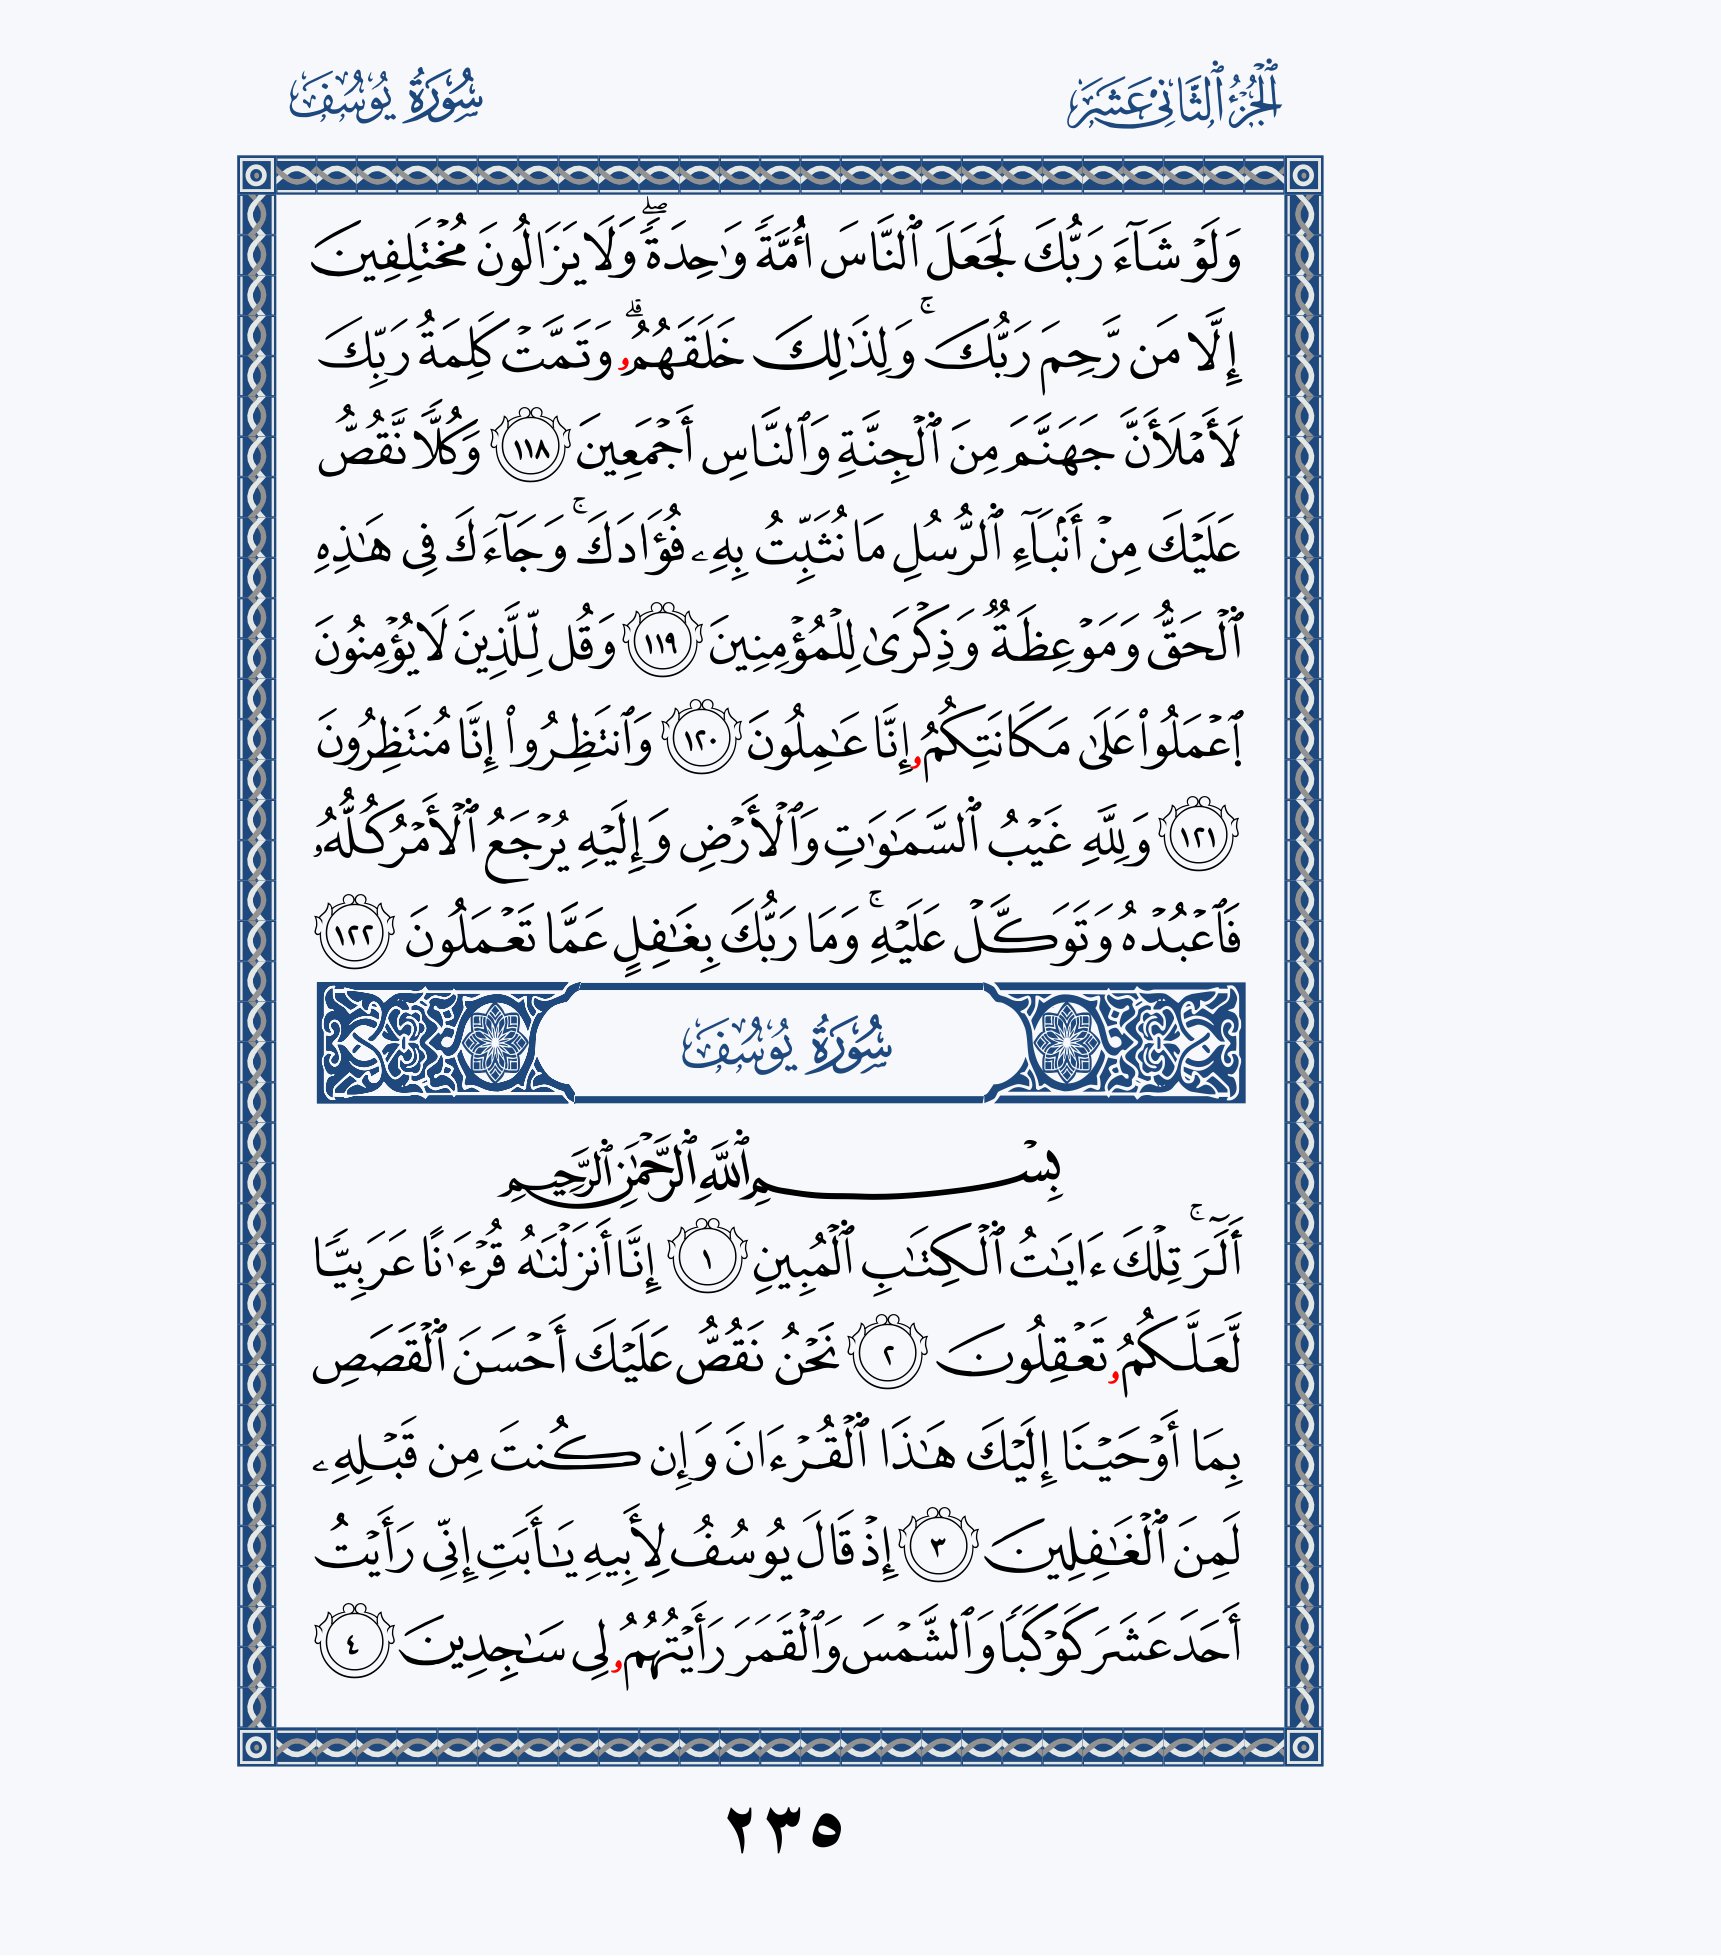 ٱلْجُزْءُ ٱلثَّانِي عَشَرَ
سُورَةُ يُوسُفَ
وَلَوْ شَآءَ رَبُّكَ لَجَعَلَ ٱلنَّاسَ أُمَّةً وَٰحِدَةًۖ وَلَا يَزَالُونَ مُخْتَلِفِينَ
إِلَّا مَن رَّحِمَ رَبُّكَۚ وَلِذَٰلِكَ خَلَقَهُمُۥۗ وَتَمَّتْ كَلِمَةُ رَبِّكَ
لَأَمْلَأَنَّ جَهَنَّمَ مِنَ ٱلْجِنَّةِ وَٱلنَّاسِ أَجْمَعِينَ ١١٨ وَكُلًّا نَّقُصُّ
عَلَيْكَ مِنْ أَنۢبَآءِ ٱلرُّسُلِ مَا نُثَبِّتُ بِهِۦ فُؤَادَكَۚ وَجَآءَكَ فِى هَٰذِهِ
ٱلْحَقُّ وَمَوْعِظَةٌ وَذِكْرَىٰ لِلْمُؤْمِنِينَ ١١٩ وَقُل لِّلَّذِينَ لَا يُؤْمِنُونَ
ٱعْمَلُوا۟ عَلَىٰ مَكَانَتِكُمُۥ إِنَّا عَٰمِلُونَ ١٢٠ وَٱنتَظِرُوا۟ إِنَّا مُنتَظِرُونَ
١٢١ وَلِلَّهِ غَيْبُ ٱلسَّمَٰوَٰتِ وَٱلْأَرْضِ وَإِلَيْهِ يُرْجَعُ ٱلْأَمْرُ كُلُّهُۥ
فَٱعْبُدْهُ وَتَوَكَّلْ عَلَيْهِۚ وَمَا رَبُّكَ بِغَٰفِلٍ عَمَّا تَعْمَلُونَ ١٢٢
سُورَةُ يُوسُفَ
بِسْمِ ٱللَّهِ ٱلرَّحْمَٰنِ ٱلرَّحِيمِ
أَلَٓرَۚ تِلْكَ ءَايَٰتُ ٱلْكِتَٰبِ ٱلْمُبِينِ ١ إِنَّا أَنزَلْنَٰهُ قُرْءَٰنًا عَرَبِيًّا
لَّعَلَّكُمُۥ تَعْقِلُونَ ٢ نَحْنُ نَقُصُّ عَلَيْكَ أَحْسَنَ ٱلْقَصَصِ
بِمَا أَوْحَيْنَا إِلَيْكَ هَٰذَا ٱلْقُرْءَانَ وَإِن كُنتَ مِن قَبْلِهِۦ
لَمِنَ ٱلْغَٰفِلِينَ ٣ إِذْ قَالَ يُوسُفُ لِأَبِيهِ يَٰأَبَتِ إِنِّى رَأَيْتُ
أَحَدَ عَشَرَ كَوْكَبًا وَٱلشَّمْسَ وَٱلْقَمَرَ رَأَيْتُهُمُۥ لِى سَٰجِدِينَ ٤
٢٣٥